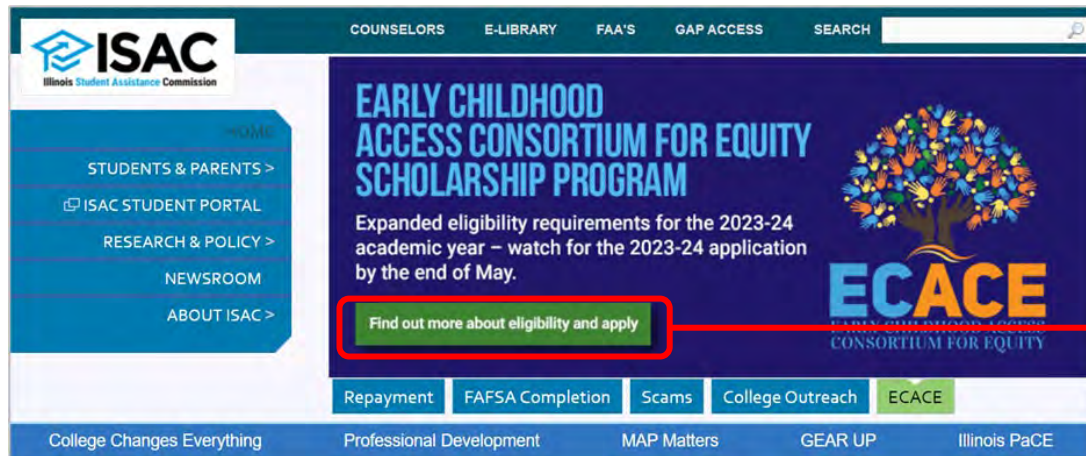 COUNSELORS E-LIBRARY FAA'S GAP ACCESS SEARCH
ISAC
Illinois Student Assistance Commission
HOME
STUDENTS & PARENTS >
ISAC STUDENT PORTAL
RESEARCH & POLICY >
NEWSROOM
ABOUT ISAC >
EARLY CHILDHOOD
ACCESS CONSORTIUM FOR EQUITY
SCHOLARSHIP PROGRAM
Expanded eligibility requirements for the 2023-24
academic year – watch for the 2023-24 application
by the end of May.
Find out more about eligibility and apply
ECACE
EARLY CHILDHOOD ACCESS
CONSORTIUM FOR EQUITY
Repayment FAFSA Completion Scams College Outreach ECACE
College Changes Everything Professional Development MAP Matters GEAR UP Illinois PaCE